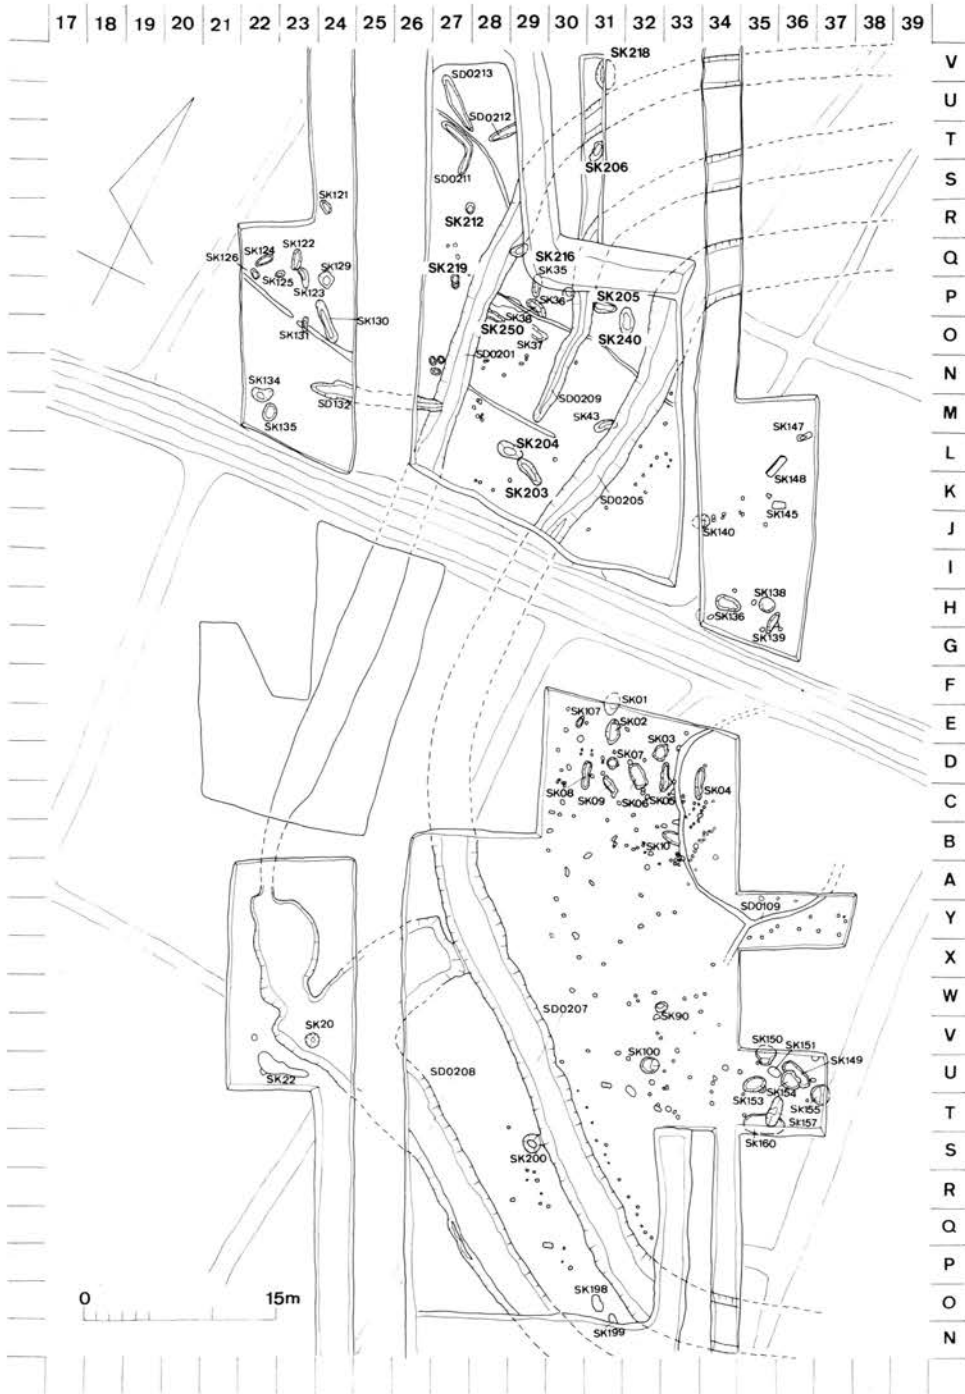 17 18 19 20 21 22 23 24 25 26 27 28 29 30 31 32 33 34 35 36 37 38 39
SK218
V
SD0213
U
SD0212
T
SK206
SD0211
S
SK121
SK212
R
SK124 SK122
SK126
SK216
Q
SK129
SK219
SK35
SK125 SK123
SK36 SK205
P
SK130
SK38
SK131
SK250
SK240
O
SK37
SD0201
N
SK134
SD132
SD0209
M
SK135
SK43
SK147
SK204
L
SK148
SK203
SD0205
K
SK145
SK140
J
I
SK138
H
SK136
SK139
G
F
SK01
SK107
E
SK02
SK03
SK07
D
SK08
SK04
SK09 SK06 SK05
C
SK10
B
A
SD0109
Y
X
W
SD0207
SK90
SK20
V
SK150 SK151
SK149
SK100
SK22
SD0208
U
SK153 SK154
SK155
T
SK157
SK160
SK200
S
R
Q
P
0 15m
SK198
O
SK199
N